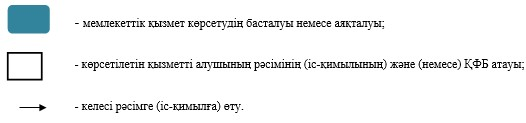 - мемлекеттік қызмет көрсетудің басталуы немесе аяқталуы;
- көрсетілетін қызметті алушының рәсімінің (іс-қимылының) және (немесе) ҚФБ атауы;
- келесі рәсімге (іс-қимылға) өту.